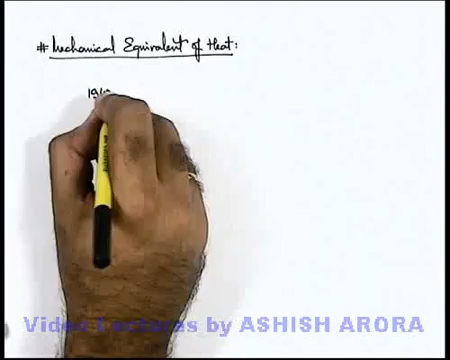 # Mechanical Equivalent of Heat:
Video Lectures by ASHISH ARORA